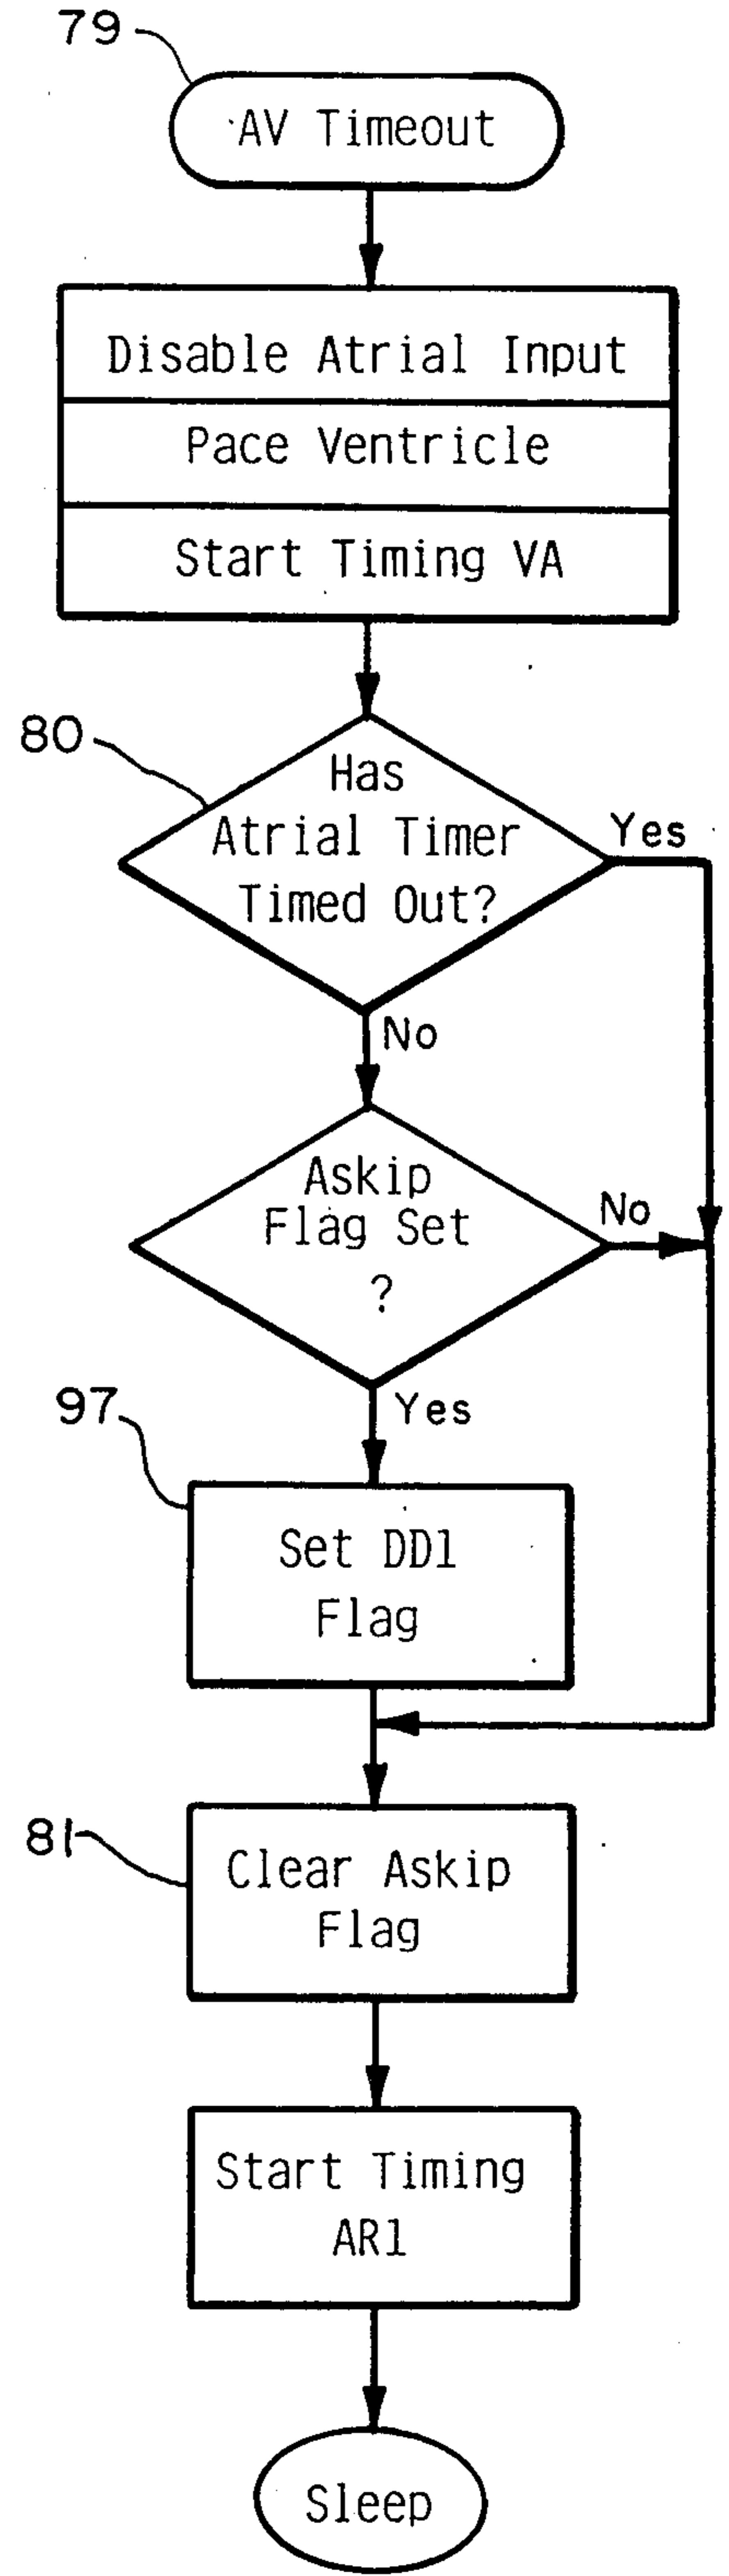 79
AV Timeout
Disable Atrial Input
Pace Ventricle
Start Timing VA
80
Has
Atrial Timer
Timed Out?
Yes
No
Askip
Flag Set
?
No
Yes
97
Set DD1
Flag
81
Clear Askip
Flag
Start Timing
AR1
Sleep